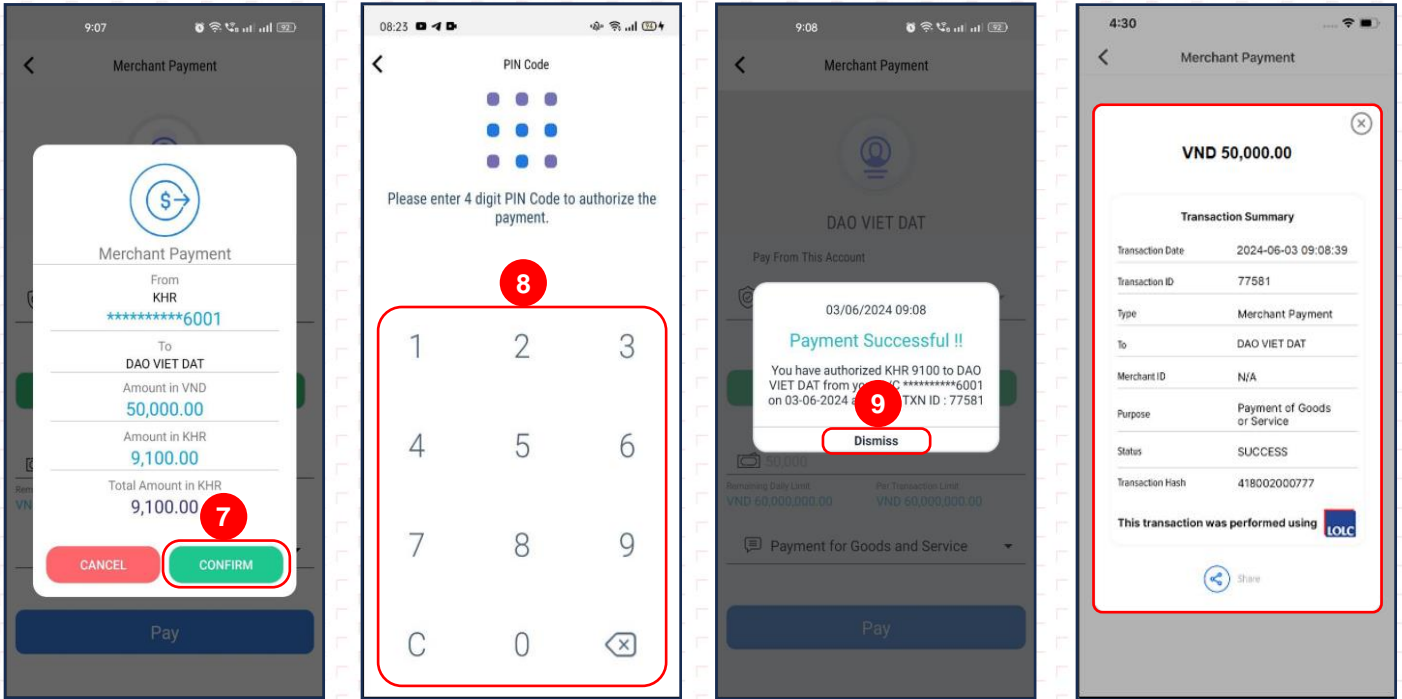 9:07
92
Merchant Payment
Merchant Payment
From
KHR
**********6001
To
DAO VIET DAT
Amount in VND
50,000.00
Amount in KHR
9,100.00
Total Amount in KHR
9,100.00
7
CANCEL
CONFIRM
Pay
08:23
PIN Code
Please enter 4 digit PIN Code to authorize the
payment.
8
1 2 3
4 5 6
7 8 9
C 0
9:08
92
Merchant Payment
DAO VIET DAT
Pay From This Account
03/06/2024 09:08
Payment Successful !!
You have authorized KHR 9100 to DAO
VIET DAT from **********6001
on 03-06-2024 TXN ID : 77581
9
Dismiss
50,000
Remaining Daily Limit Per Transaction Limit
VND 60,000,000.00 VND 60,000,000.00
Payment for Goods and Service
Pay
4:30
Merchant Payment
VND 50,000.00
Transaction Summary
Transaction Date 2024-06-03 09:08:39
Transaction ID 77581
Type Merchant Payment
To DAO VIET DAT
Merchant ID N/A
Purpose Payment of Goods
or Service
Status SUCCESS
Transaction Hash 418002000777
This transaction was performed using LOLC
Share